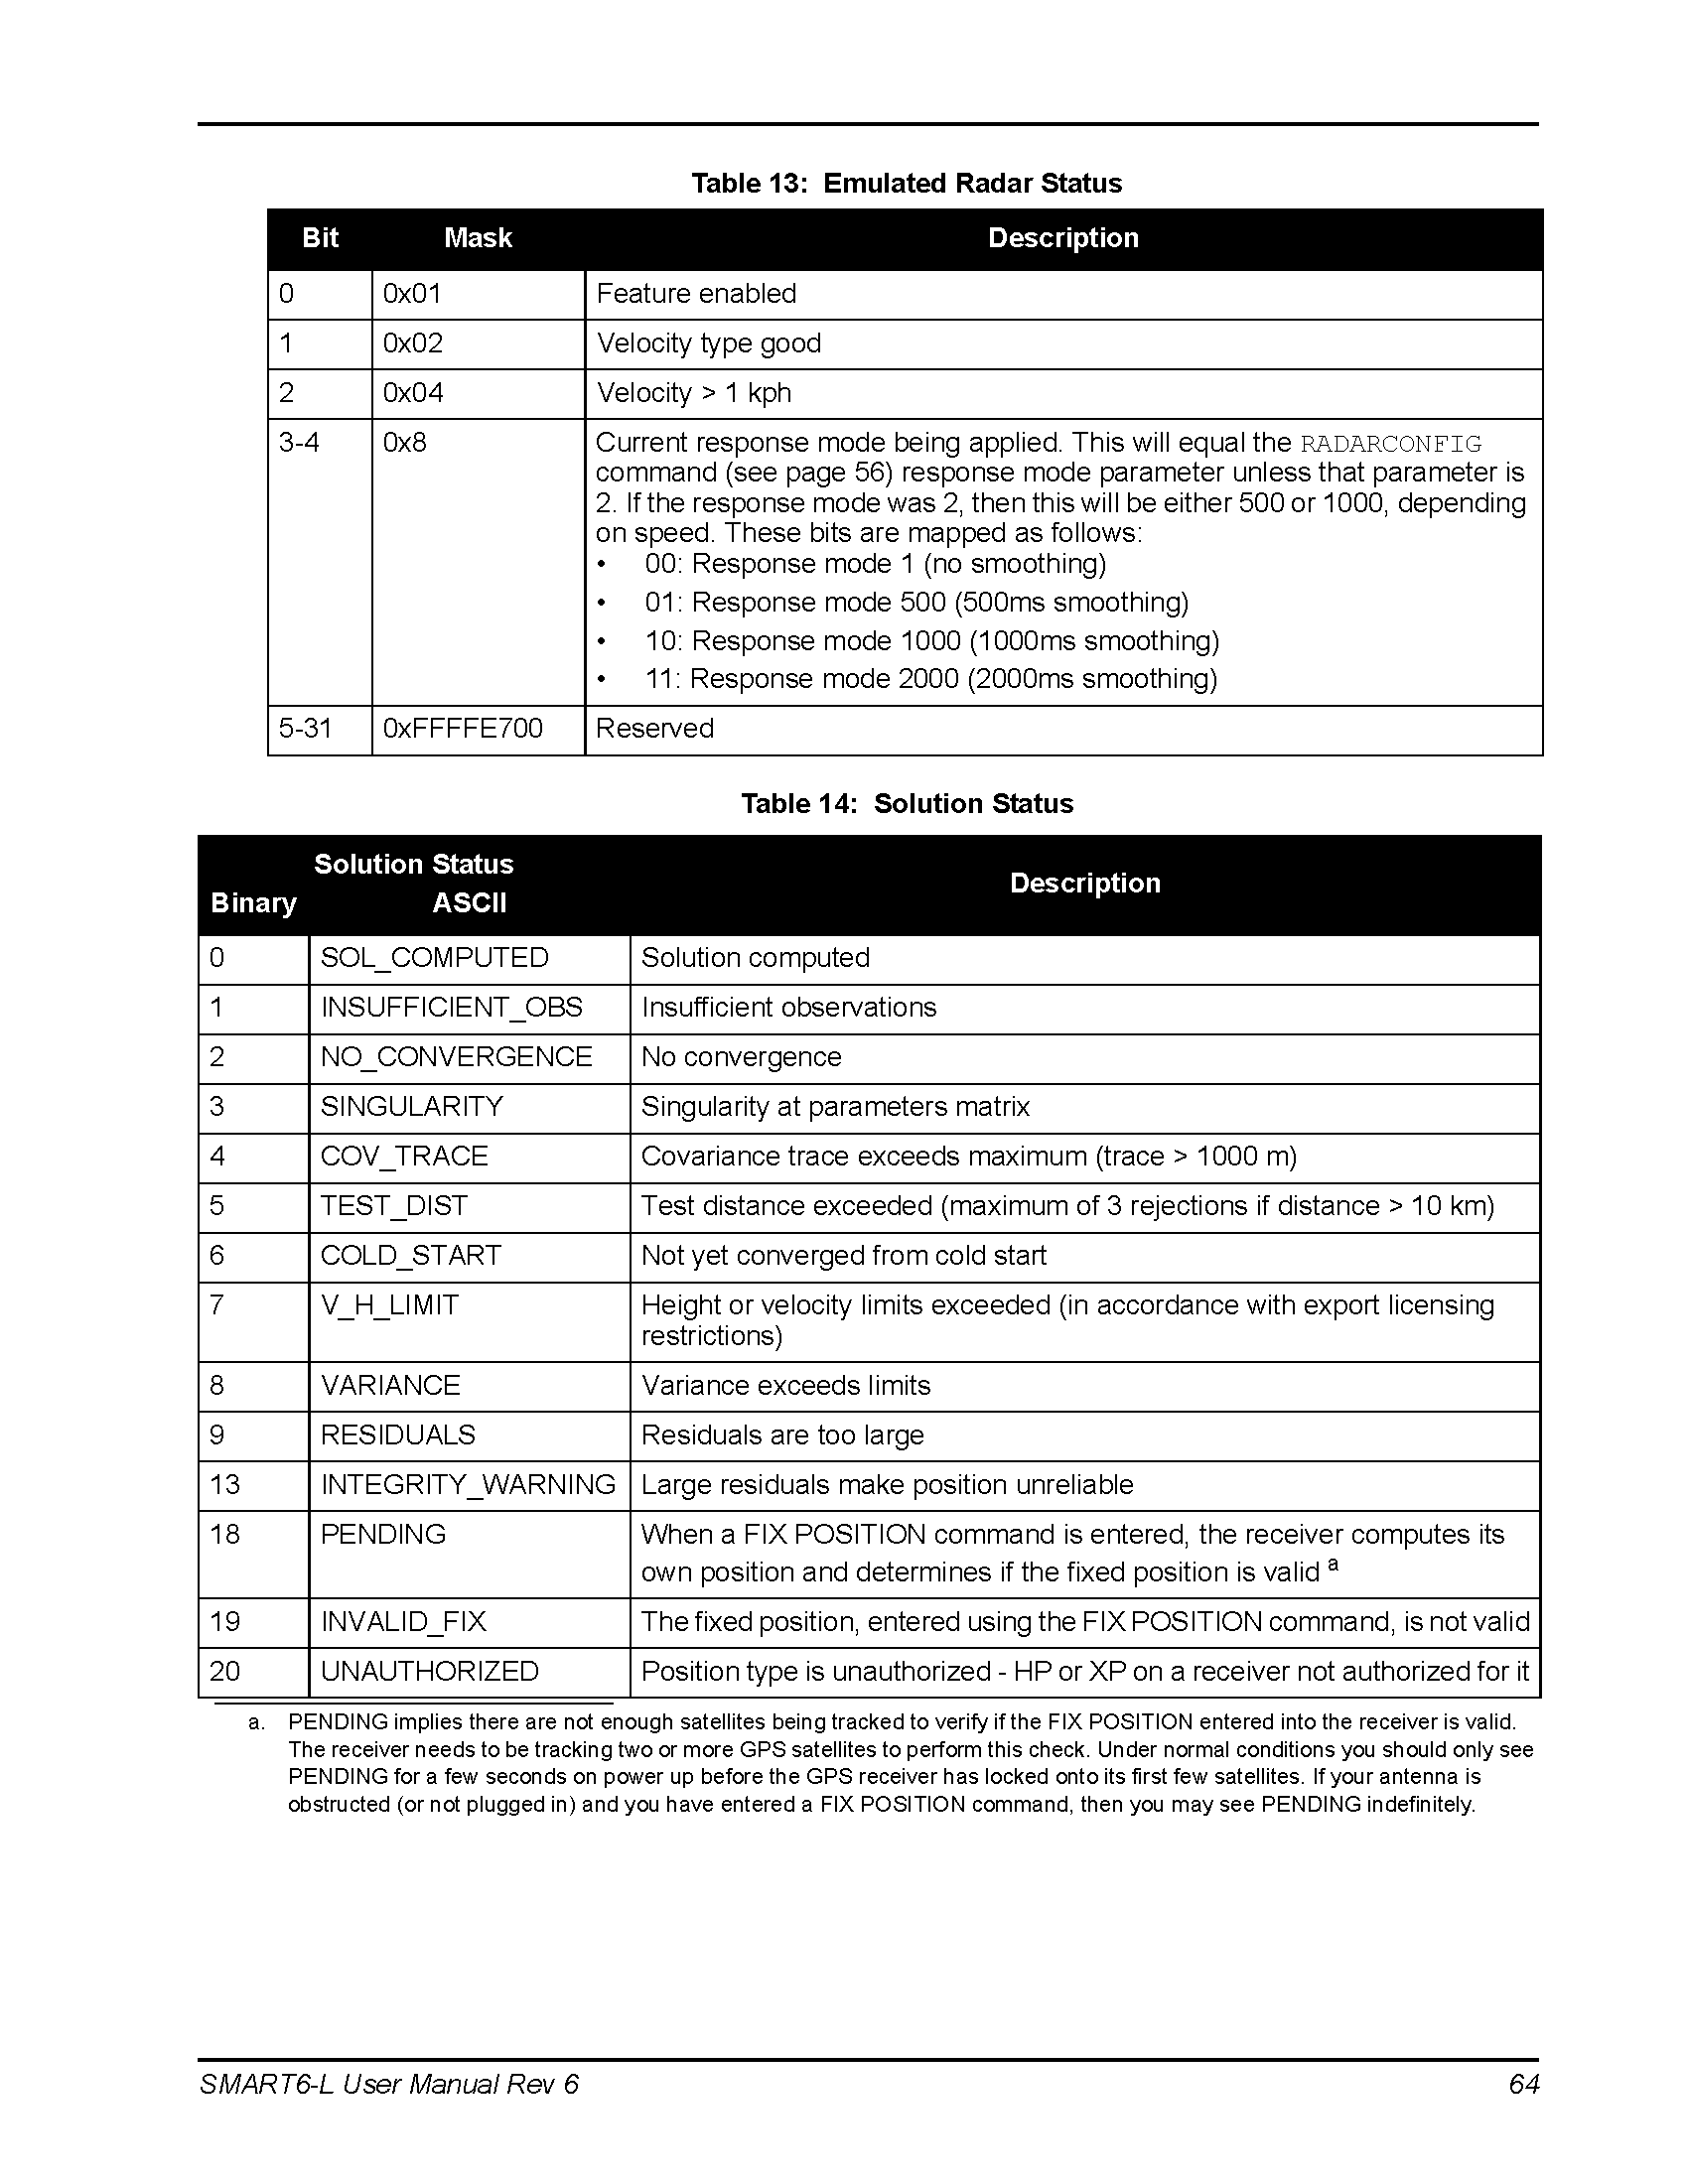 Table 13:  Emulated Radar Status
Bit Mask Description
0 0x01 Feature enabled
1 0x02 Velocity type good
2 0x04 Velocity > 1 kph
3-4 0x8 Current response mode being applied. This will equal the RADARCONFIG
command (see page 56) response mode parameter unless that parameter is
2. If the response mode was 2, then this will be either 500 or 1000, depending
on speed. These bits are mapped as follows:
• 00: Response mode 1 (no smoothing)
• 01: Response mode 500 (500ms smoothing)
• 10: Response mode 1000 (1000ms smoothing)
• 11: Response mode 2000 (2000ms smoothing)
5-31 0xFFFFE700 Reserved
Table 14:  Solution Status
Solution Status
Description
Binary ASCII
0 SOL_COMPUTED Solution computed
1 INSUFFICIENT_OBS Insufficient observations
2 NO_CONVERGENCE No convergence
3 SINGULARITY Singularity at parameters matrix
4 COV_TRACE Covariance trace exceeds maximum (trace > 1000 m)
5 TEST_DIST Test distance exceeded (maximum of 3 rejections if distance > 10 km)
6 COLD_START Not yet converged from cold start
7 V_H_LIMIT Height or velocity limits exceeded (in accordance with export licensing
restrictions)
8 VARIANCE Variance exceeds limits
9 RESIDUALS Residuals are too large
13 INTEGRITY_WARNING Large residuals make position unreliable
18 PENDING When a FIX POSITION command is entered, the receiver computes its
own position and determines if the fixed position is valid a
19 INVALID_FIX The fixed position, entered using the FIX POSITION command, is not valid
20 UNAUTHORIZED Position type is unauthorized - HP or XP on a receiver not authorized for it
a. PENDING implies there are not enough satellites being tracked to verify if the FIX POSITION entered into the receiver is valid.
The receiver needs to be tracking two or more GPS satellites to perform this check. Under normal conditions you should only see
PENDING for a few seconds on power up before the GPS receiver has locked onto its first few satellites. If your antenna is
obstructed (or not plugged in) and you have entered a FIX POSITION command, then you may see PENDING indefinitely.
SMART6-L User Manual Rev 6 64